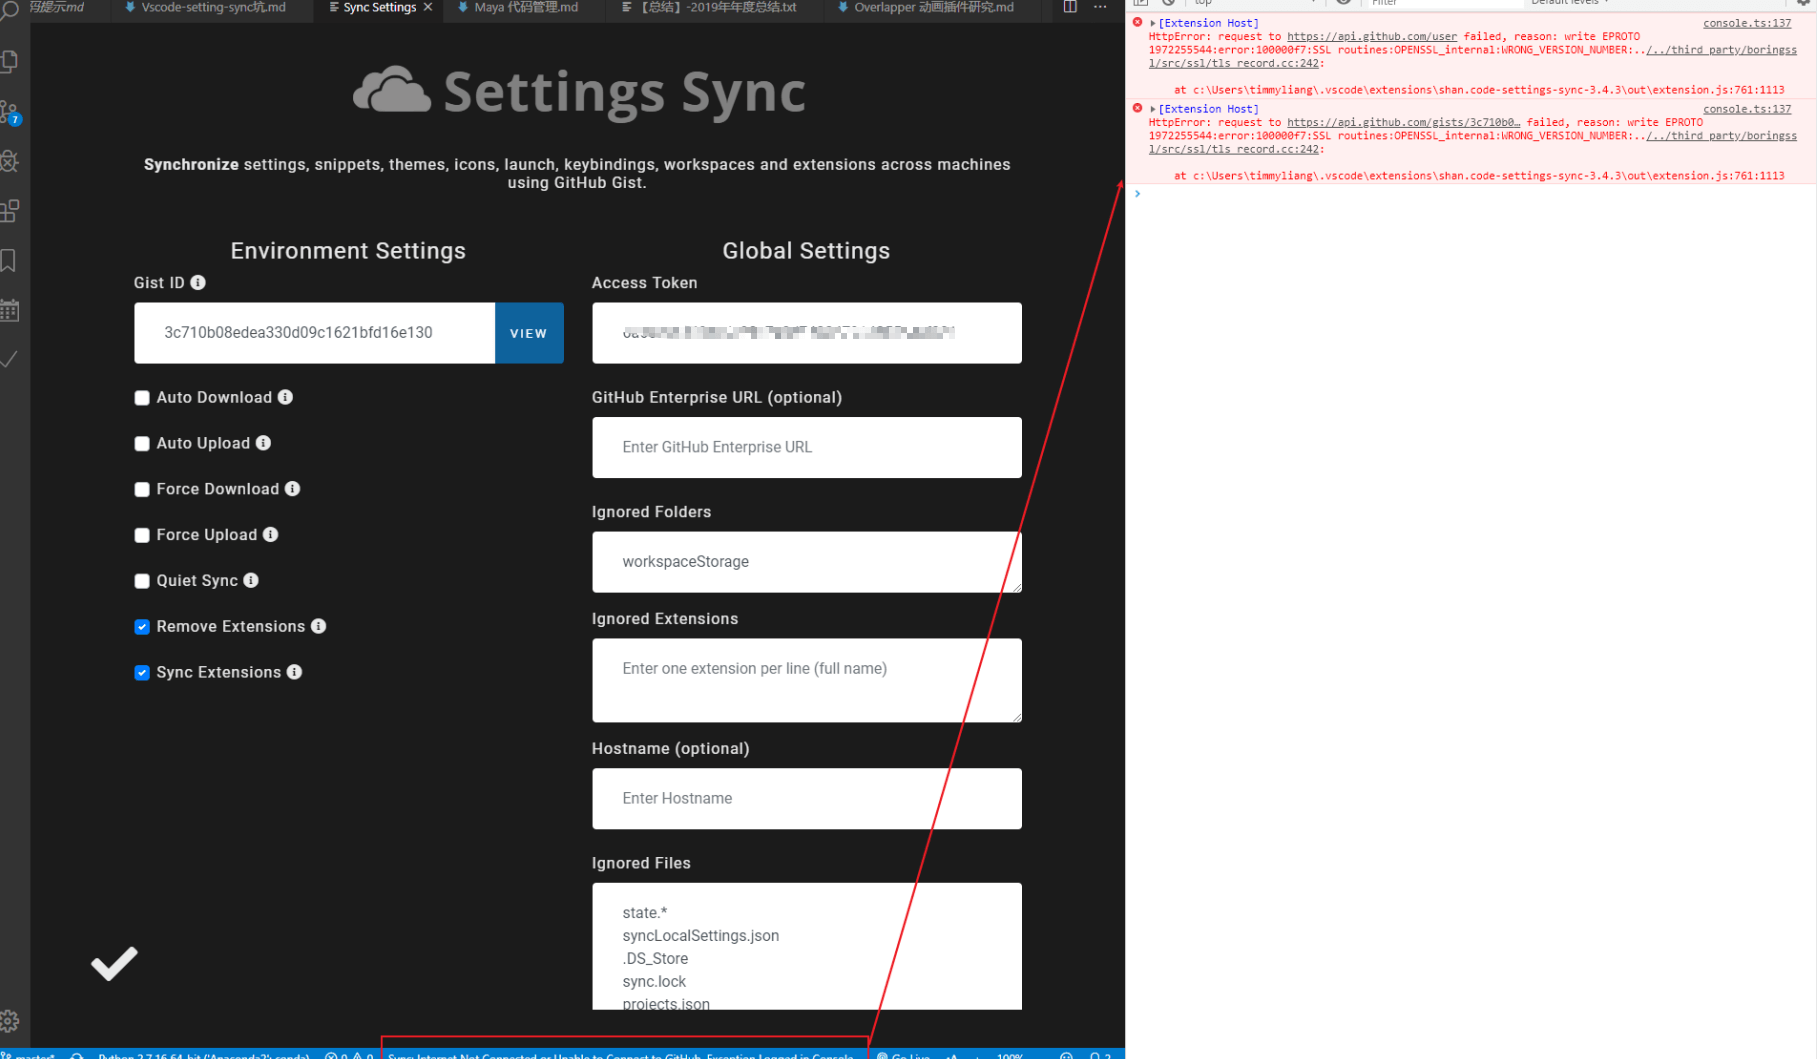 码提示.md
Vscode-setting-sync坑.md
Sync Settings
Maya 代码管理.md
【总结】-2019年年度总结.txt
Overlapper 动画插件研究.md
top
Filter
Default levels
Settings Sync
Synchronize settings, snippets, themes, icons, launch, keybindings, workspaces and extensions across machines
using GitHub Gist.
Environment Settings
Gist ID
3c710b08edea330d09c1621bfd16e130
VIEW
Auto Download
Auto Upload
Force Download
Force Upload
Quiet Sync
Remove Extensions
Sync Extensions
Global Settings
Access Token
GitHub Enterprise URL (optional)
Enter GitHub Enterprise URL
Ignored Folders
workspaceStorage
Ignored Extensions
Enter one extension per line (full name)
Hostname (optional)
Enter Hostname
Ignored Files
state.*
syncLocalSettings.json
.DS_Store
sync.lock
projects.json
7
master*
Python 2.7.16 64-bit ('Anaconda2': conda)
0 0
Sync: Internet Not Connected or Unable to Connect to GitHub. Exception Logged in Console
Go Live
100%
2
[Extension Host]
console.ts:137
HttpError: request to https://api.github.com/user failed, reason: write EPROTO
1972255544:error:100000f7:SSL routines:OPENSSL_internal:WRONG_VERSION_NUMBER:../../third_party/boringss
l/src/ssl/tls_record.cc:242:
at c:\Users\timmyliang\.vscode\extensions\shan.code-settings-sync-3.4.3\out\extension.js:761:1113
[Extension Host]
console.ts:137
HttpError: request to https://api.github.com/gists/3c710b0… failed, reason: write EPROTO
1972255544:error:100000f7:SSL routines:OPENSSL_internal:WRONG_VERSION_NUMBER:../../third_party/boringss
l/src/ssl/tls_record.cc:242:
at c:\Users\timmyliang\.vscode\extensions\shan.code-settings-sync-3.4.3\out\extension.js:761:1113